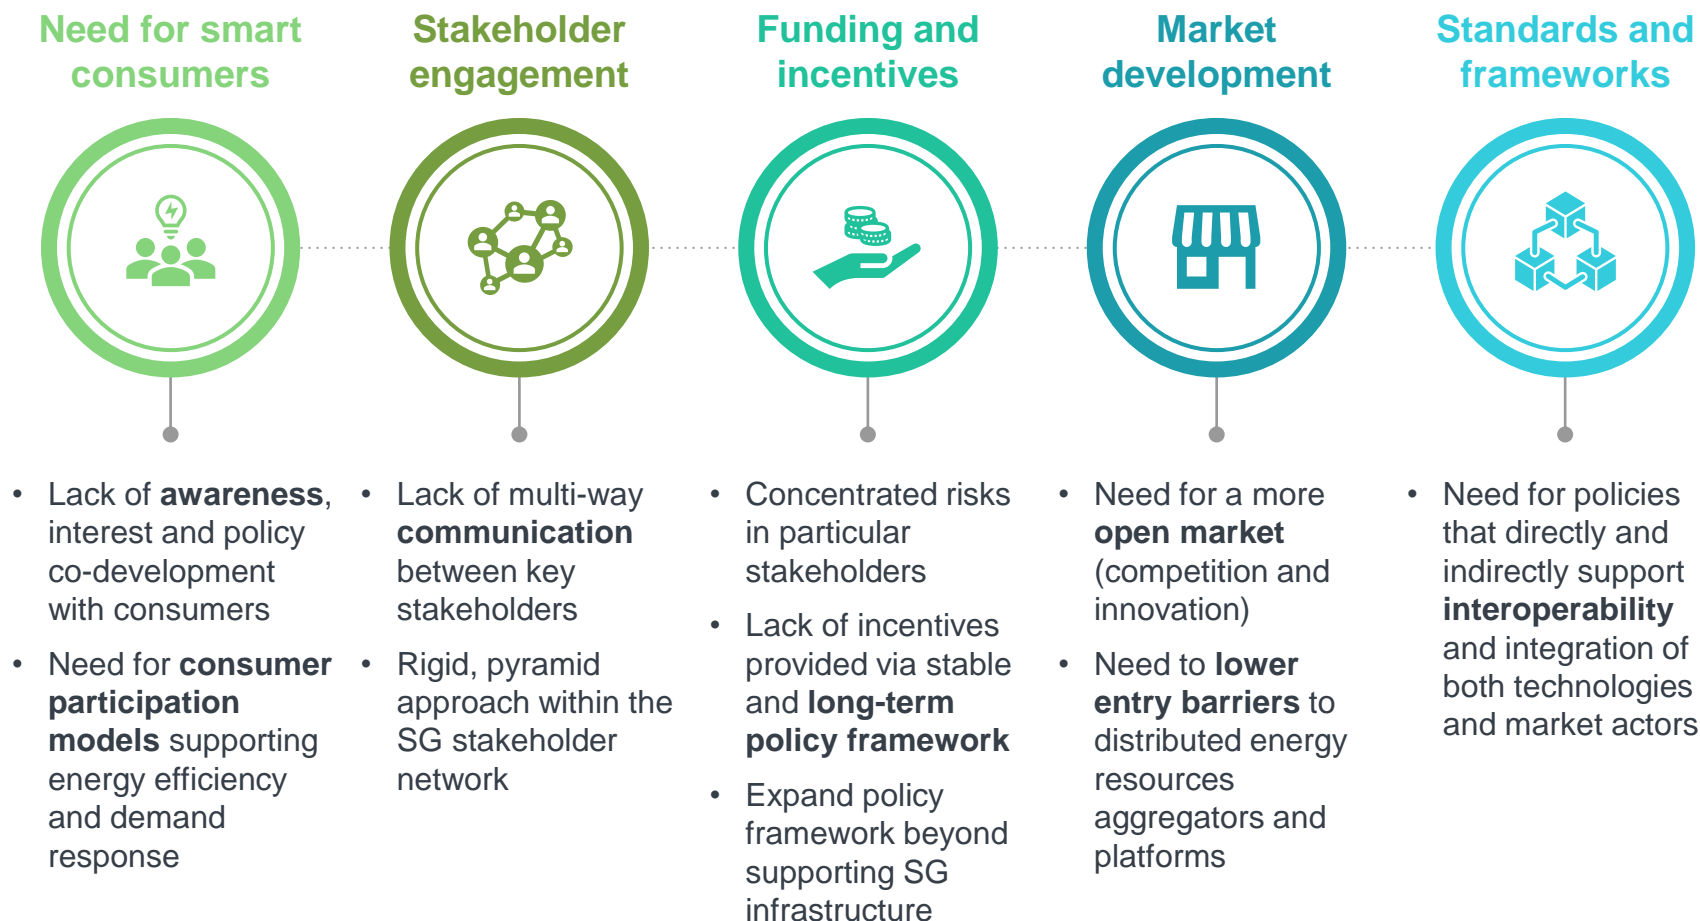 Need for smart
consumers
Stakeholder
engagement
Funding and
incentives
Market
development
Standards and
frameworks
• Lack of awareness,
interest and policy
co-development
with consumers
• Need for consumer
participation
models supporting
energy efficiency
and demand
response
• Lack of multi-way
communication
between key
stakeholders
• Rigid, pyramid
approach within the
SG stakeholder
network
• Concentrated risks
in particular
stakeholders
• Lack of incentives
provided via stable
and long-term
policy framework
• Expand policy
framework beyond
supporting SG
infrastructure
• Need for a more
open market
(competition and
innovation)
• Need to lower
entry barriers to
distributed energy
resources
aggregators and
platforms
• Need for policies
that directly and
indirectly support
interoperability
and integration of
both technologies
and market actors